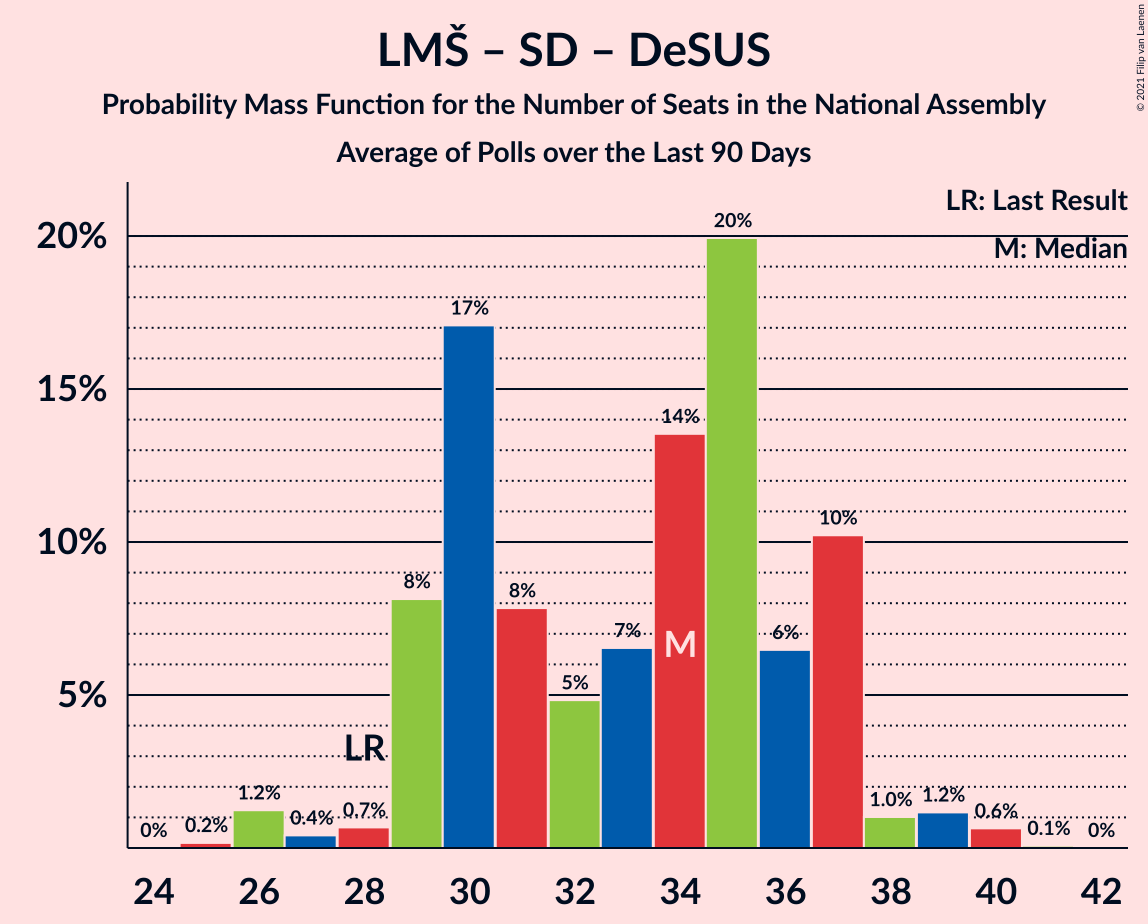 LMŠ – SD – DeSUS
Probability Mass Function for the Number of Seats in the National Assembly
Average of Polls over the Last 90 Days
© 2021 Filip van Laenen
LR: Last Result
M: Median
20%
15%
10%
5%
0%
0.2%
1.2%
0.4%
0.7%
8%
17%
8%
5%
7%
14%
20%
6%
10%
1.0%
1.2%
0.6%
0.1%
0%
LR
M
24 26 28 30 32 34 36 38 40 42